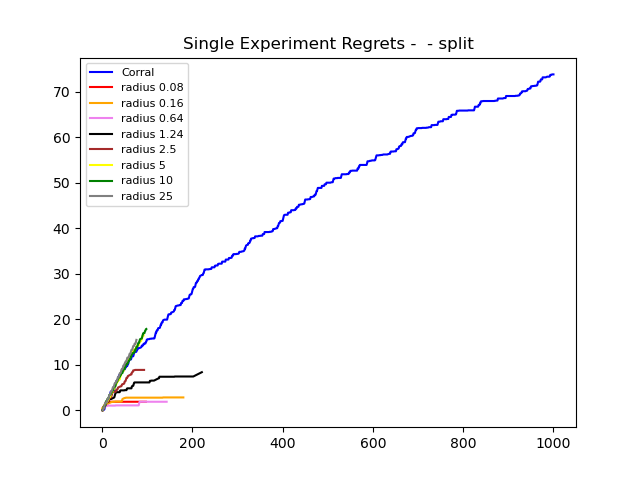 Single Experiment Regrets -  - split
Corral
radius 0.08
radius 0.16
radius 0.64
radius 1.24
radius 2.5
radius 5
radius 10
radius 25
70
60
50
40
30
20
10
0
0 200 400 600 800 1000